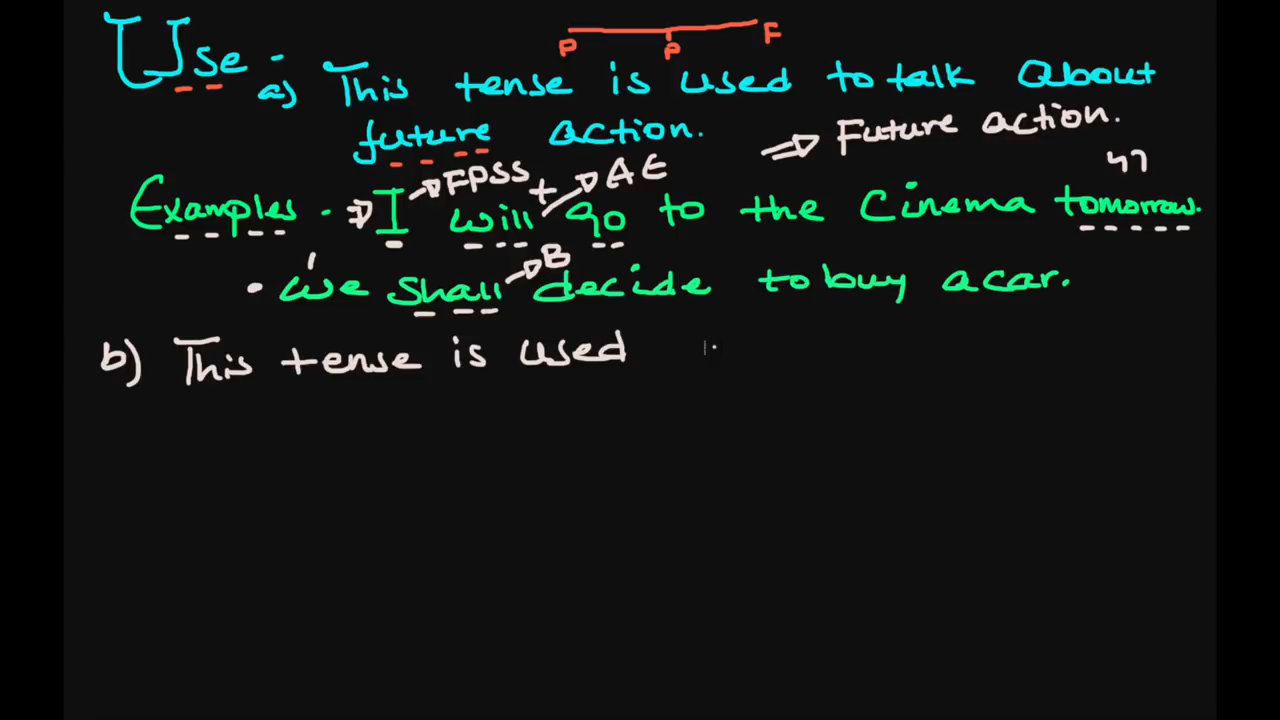 P P F
Use -
a) This tense is used to talk About
future action. ⇒ Future action.
FPSS + AE
Examples - ⇒ I will go to the Cinema tomorrow.
B
• We shall decide to buy a car.
b) This tense is used